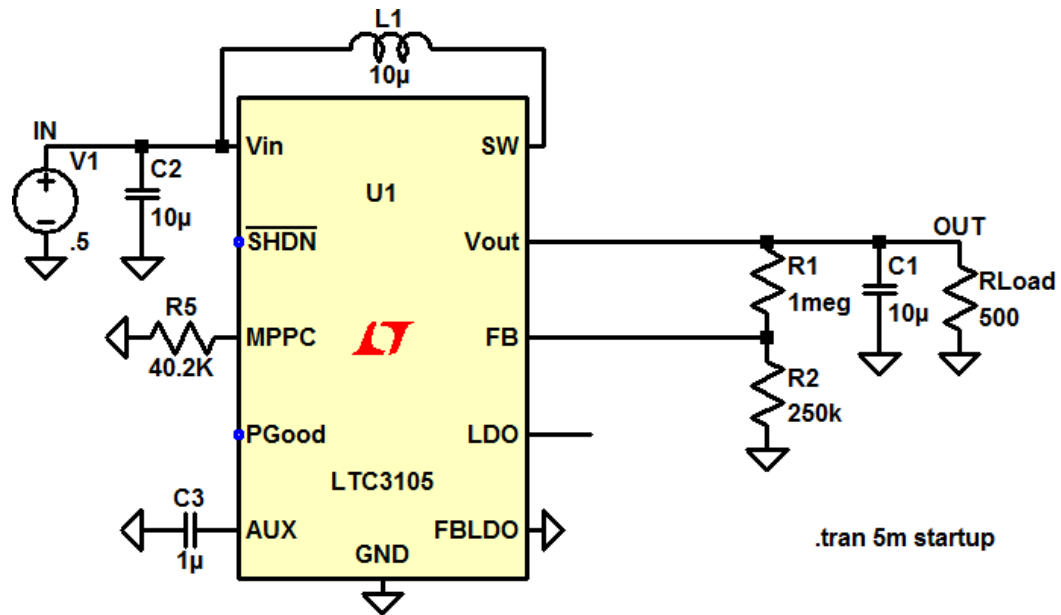 L1
10µ
IN
V1
.5
C2
10µ
Vin
SW
U1
SHDN
Vout
OUT
R1
1meg
C1
10µ
RLoad
500
R5
40.2K
MPPC
FB
R2
250k
PGood
LDO
LTC3105
C3
1µ
AUX
FBLDO
GND
.tran 5m startup